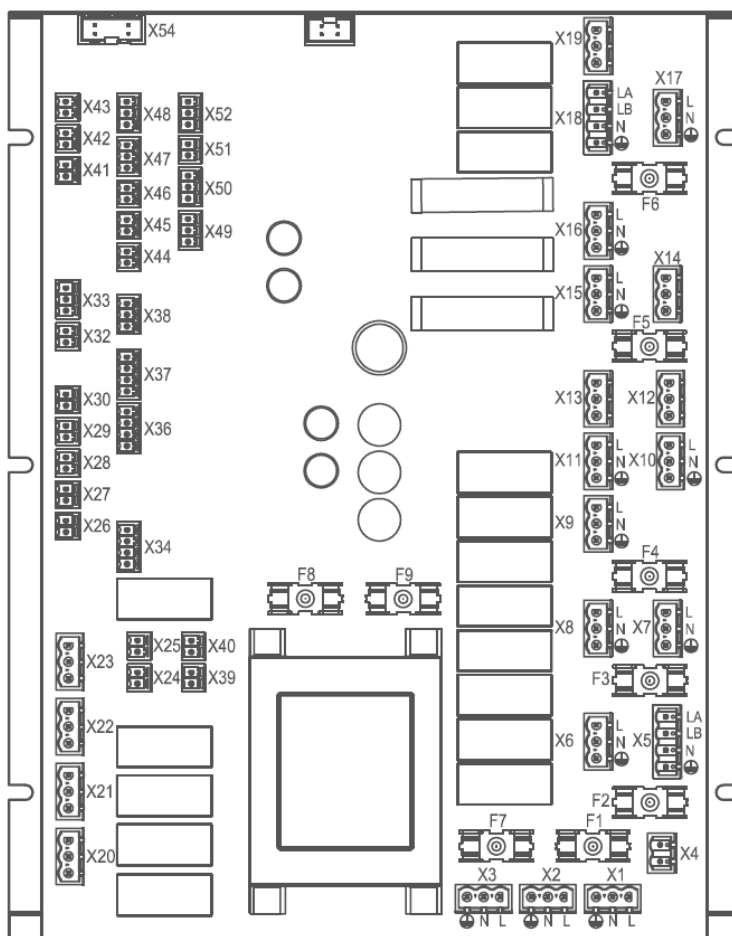 X54
X19
X17
LA
L
X43
X48
X52
LB
N
X18
N
X42
X47
X51
X41
X46
X50
F6
L
X45
X49
X16
N
X44
X14
L
X33
X38
X15
N
X32
F5
X37
X30
X13
X12
X29
X36
L
L
X28
X11
N
X10
N
X27
L
X26
X9
N
X34
F4
F8
F9
L
L
X8
X7
N
N
X25
X40
X23
F3
X24
X39
LA
L
LB
X22
X6
N
X5
N
X21
F2
F7
F1
X20
X4
X3
X2
X1
N L
N L
N L